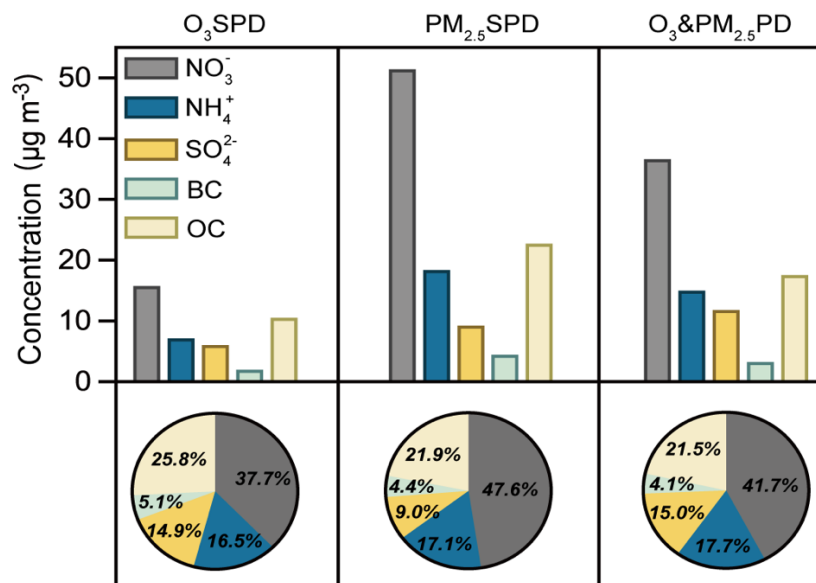 O₃SPD PM₂.₅SPD O₃&PM₂.₅PD
Concentration (µg m⁻³)
50
40
30
20
10
0
NO₃⁻
NH₄⁺
SO₄²⁻
BC
OC
25.8% 37.7% 5.1% 14.9% 16.5%
21.9% 47.6% 4.4% 9.0% 17.1%
21.5% 41.7% 4.1% 15.0% 17.7%